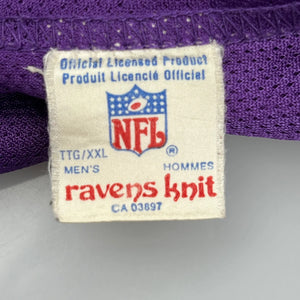 Official Licensed Product
Produit Licencié Officiel
NFL
®
TTG/XXL
MEN'S HOMMES
ravens knit
CA 03897